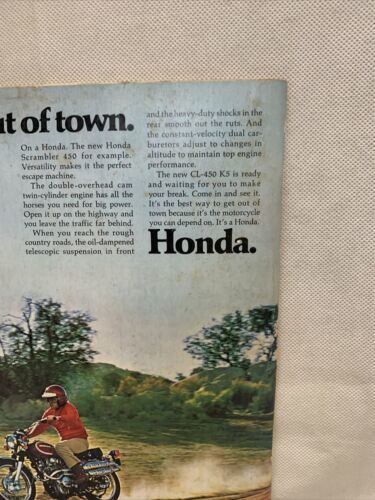 ut of town.
On a Honda. The new Honda
Scrambler 450 for example.
Versatility makes it the perfect
escape machine.
The double-overhead cam
twin-cylinder engine has all the
horses you need for big power.
Open it up on the highway and
you leave the traffic far behind.
When you reach the rough
country roads, the oil-dampened
telescopic suspension in front
and the heavy-duty shocks in the
rear smooth out the ruts. And
the constant-velocity dual car-
buretors adjust to changes in
altitude to maintain top engine
performance.
The new CL-450 K5 is ready
and waiting for you to make
your break. Come in and see it.
It's the best way to get out of
town because it's the motorcycle
you can depend on. It's a Honda.
Honda.